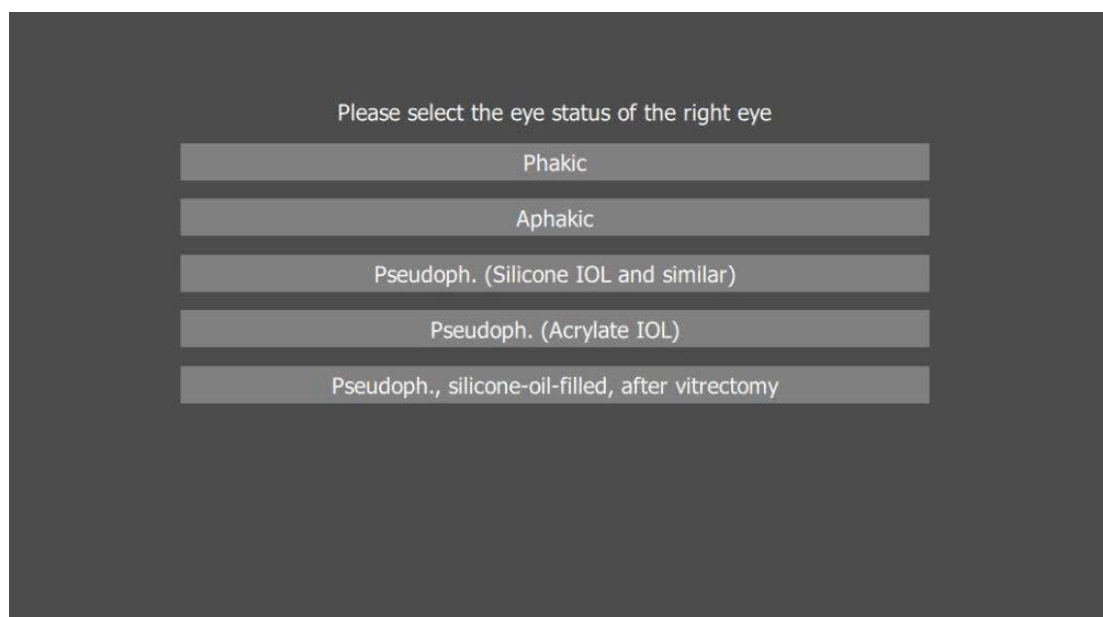 Please select the eye status of the right eye
Phakic
Aphakic
Pseudoph. (Silicone IOL and similar)
Pseudoph. (Acrylate IOL)
Pseudoph., silicone-oil-filled, after vitrectomy